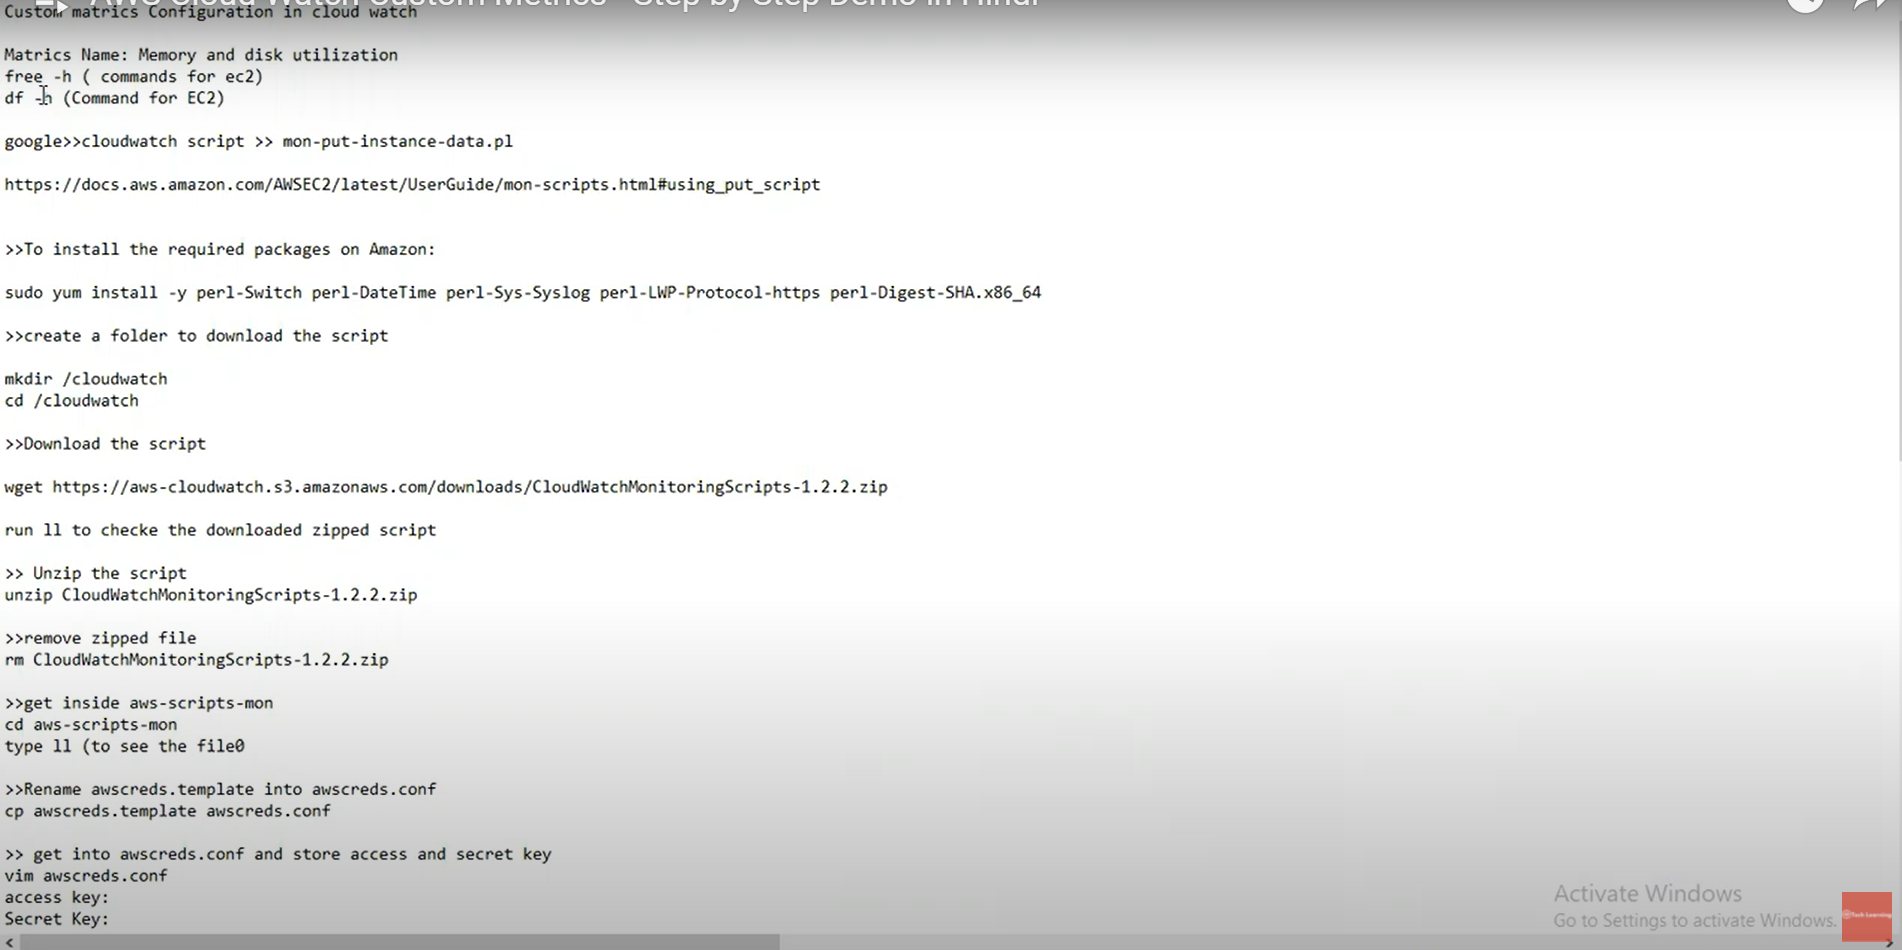 AWS Cloud Watch Custom Metrics - Step by Step Demo in Hindi
Custom matrics Configuration in cloud watch
Matrics Name: Memory and disk utilization
free -h ( commands for ec2)
df -h (Command for EC2)
google>>cloudwatch script >> mon-put-instance-data.pl
https://docs.aws.amazon.com/AWSEC2/latest/UserGuide/mon-scripts.html#using_put_script
>>To install the required packages on Amazon:
sudo yum install -y perl-Switch perl-DateTime perl-Sys-Syslog perl-LWP-Protocol-https perl-Digest-SHA.x86_64
>>create a folder to download the script
mkdir /cloudwatch
cd /cloudwatch
>>Download the script
wget https://aws-cloudwatch.s3.amazonaws.com/downloads/CloudWatchMonitoringScripts-1.2.2.zip
run ll to checke the downloaded zipped script
>> Unzip the script
unzip CloudWatchMonitoringScripts-1.2.2.zip
>>remove zipped file
rm CloudWatchMonitoringScripts-1.2.2.zip
>>get inside aws-scripts-mon
cd aws-scripts-mon
type ll (to see the file0
>>Rename awscreds.template into awscreds.conf
cp awscreds.template awscreds.conf
>> get into awscreds.conf and store access and secret key
vim awscreds.conf
access key:
Secret Key:
Activate Windows
Go to Settings to activate Windows.
Tech Learning